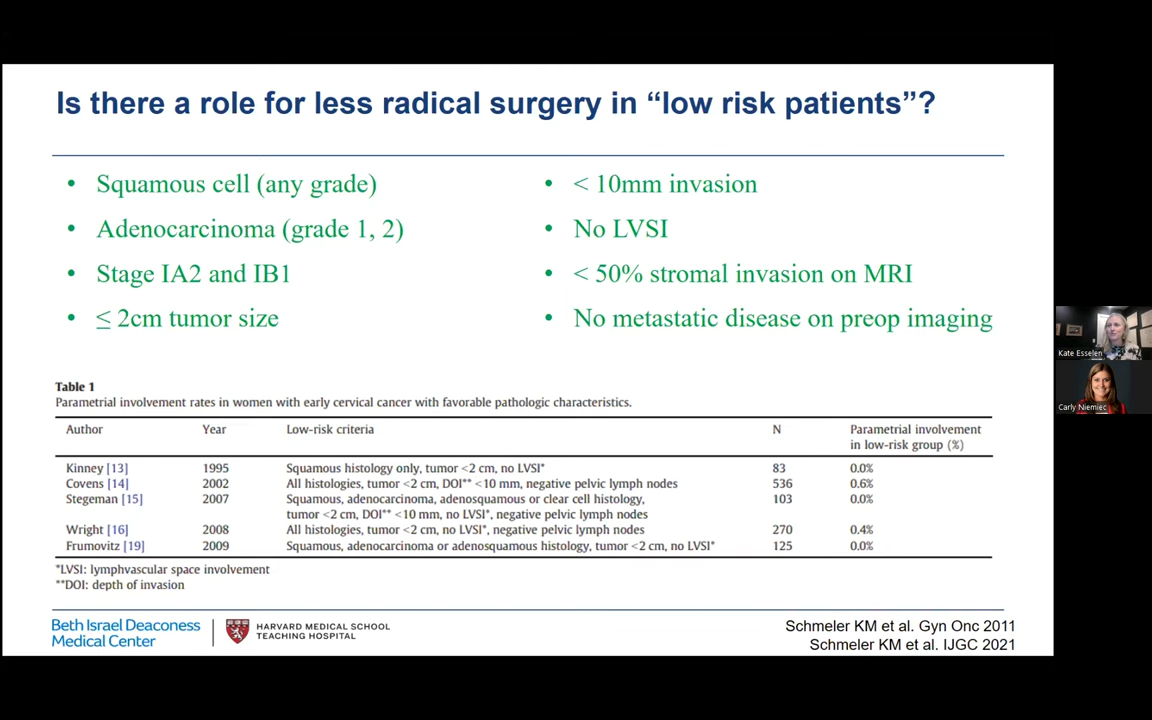 Is there a role for less radical surgery in “low risk patients”?
• Squamous cell (any grade)
• Adenocarcinoma (grade 1, 2)
• Stage IA2 and IB1
• ≤ 2cm tumor size
• < 10mm invasion
• No LVSI
• < 50% stromal invasion on MRI
• No metastatic disease on preop imaging
Table 1
Parametrial involvement rates in women with early cervical cancer with favorable pathologic characteristics.
Author Year Low-risk criteria N Parametrial involvement
in low-risk group (%)
Kinney [13] 1995 Squamous histology only, tumor <2 cm, no LVSI* 83 0.0%
Covens [14] 2002 All histologies, tumor <2 cm, DOI** <10 mm, negative pelvic lymph nodes 536 0.6%
Stegeman [15] 2007 Squamous, adenocarcinoma, adenosquamous or clear cell histology, 103 0.0%
tumor <2 cm, DOI** <10 mm, no LVSI*, negative pelvic lymph nodes
Wright [16] 2008 All histologies, tumor <2 cm, no LVSI*, negative pelvic lymph nodes 270 0.4%
Frumovitz [19] 2009 Squamous, adenocarcinoma or adenosquamous histology, tumor <2 cm, no LVSI* 125 0.0%
*LVSI: lymphvascular space involvement
**DOI: depth of invasion
Beth Israel Deaconess
Medical Center
HARVARD MEDICAL SCHOOL
TEACHING HOSPITAL
Schmeler KM et al. Gyn Onc 2011
Schmeler KM et al. IJGC 2021
Kate Esselen
Carly Niemiec